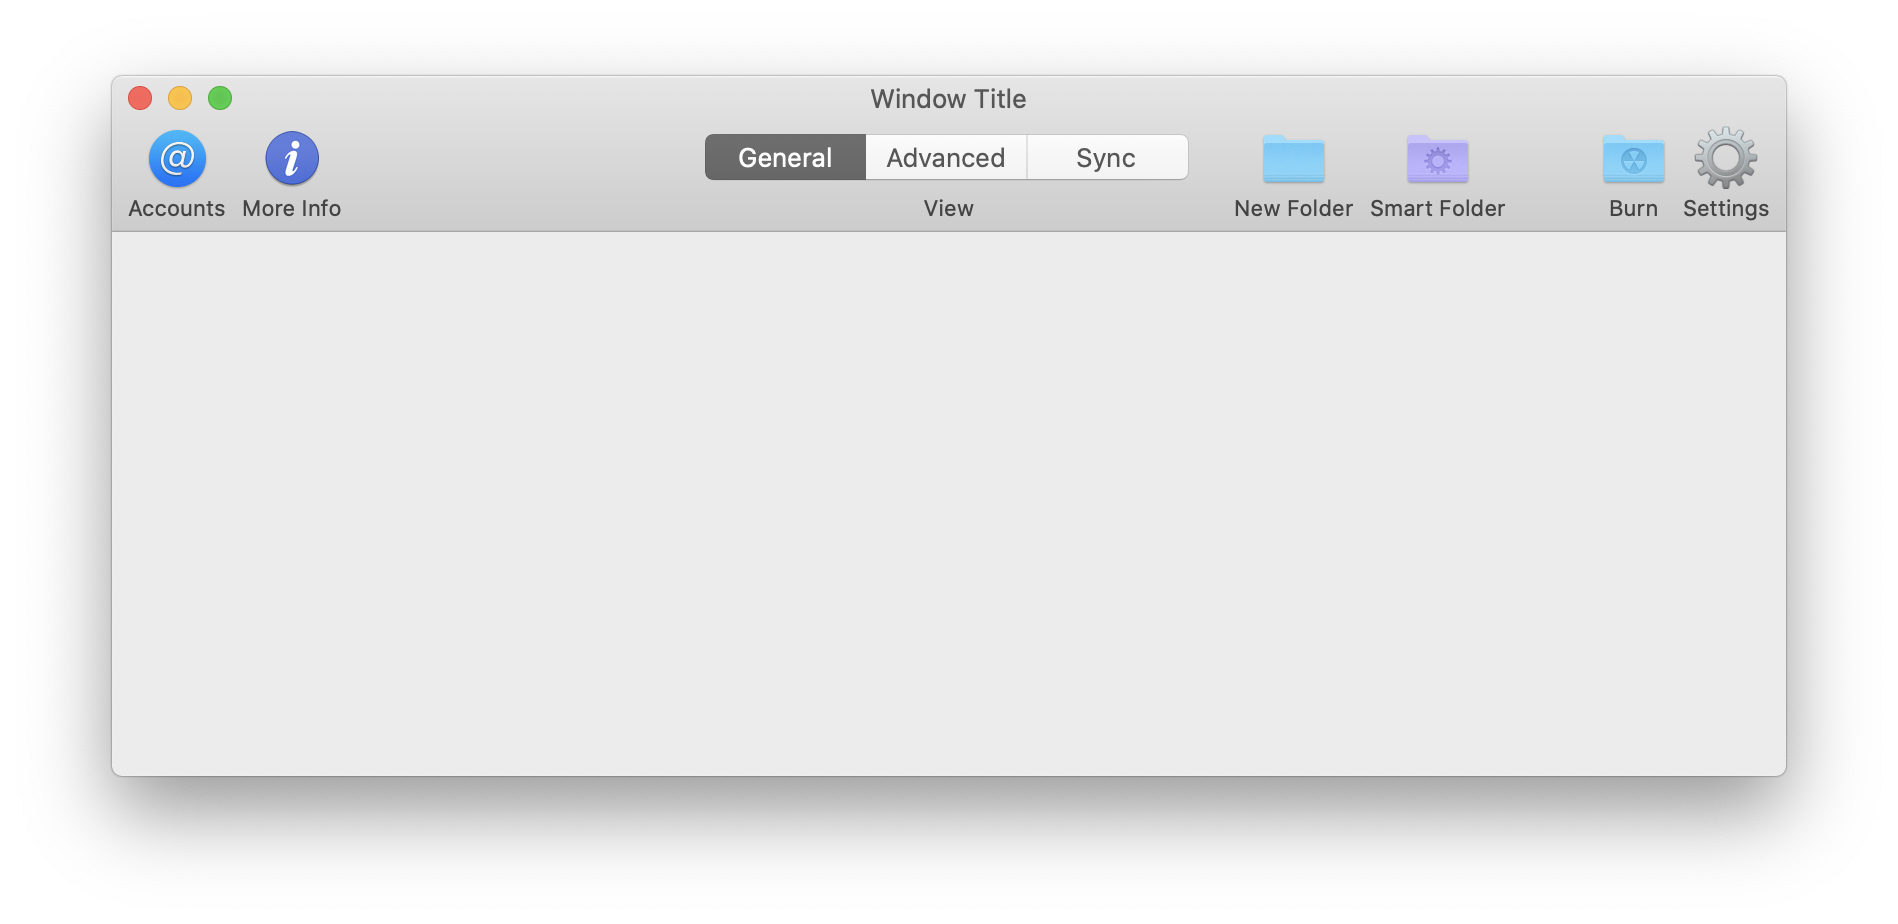 Window Title
@ i General Advanced Sync
Accounts More Info View New Folder Smart Folder Burn Settings